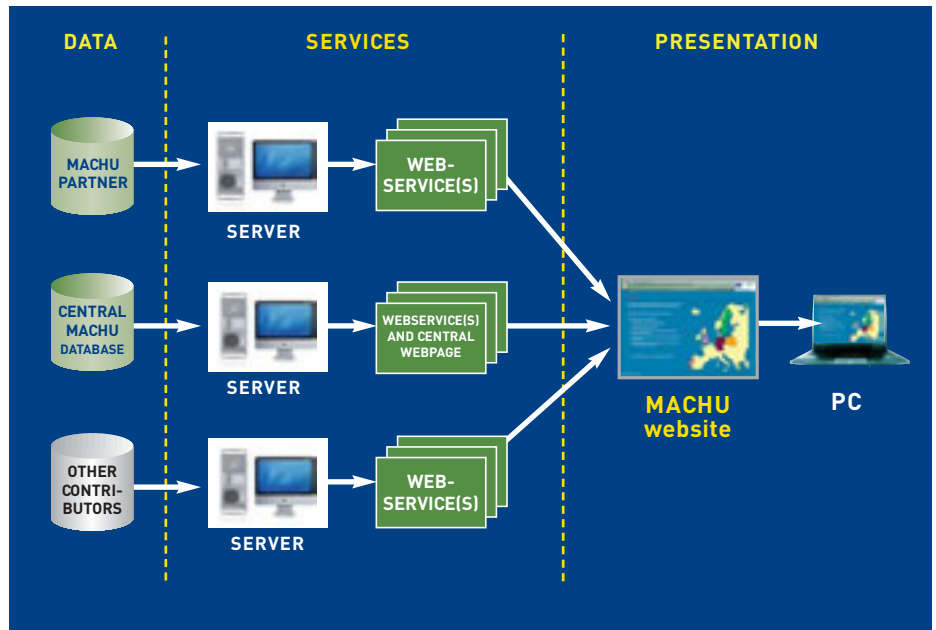 DATA
SERVICES
PRESENTATION
MACHU
PARTNER
SERVER
WEB-
SERVICE(S)
CENTRAL
MACHU
DATABASE
SERVER
WEBSERVICE(S)
AND CENTRAL
WEBPAGE
MACHU
website
PC
OTHER
CONTRI-
BUTORS
SERVER
WEB-
SERVICE(S)